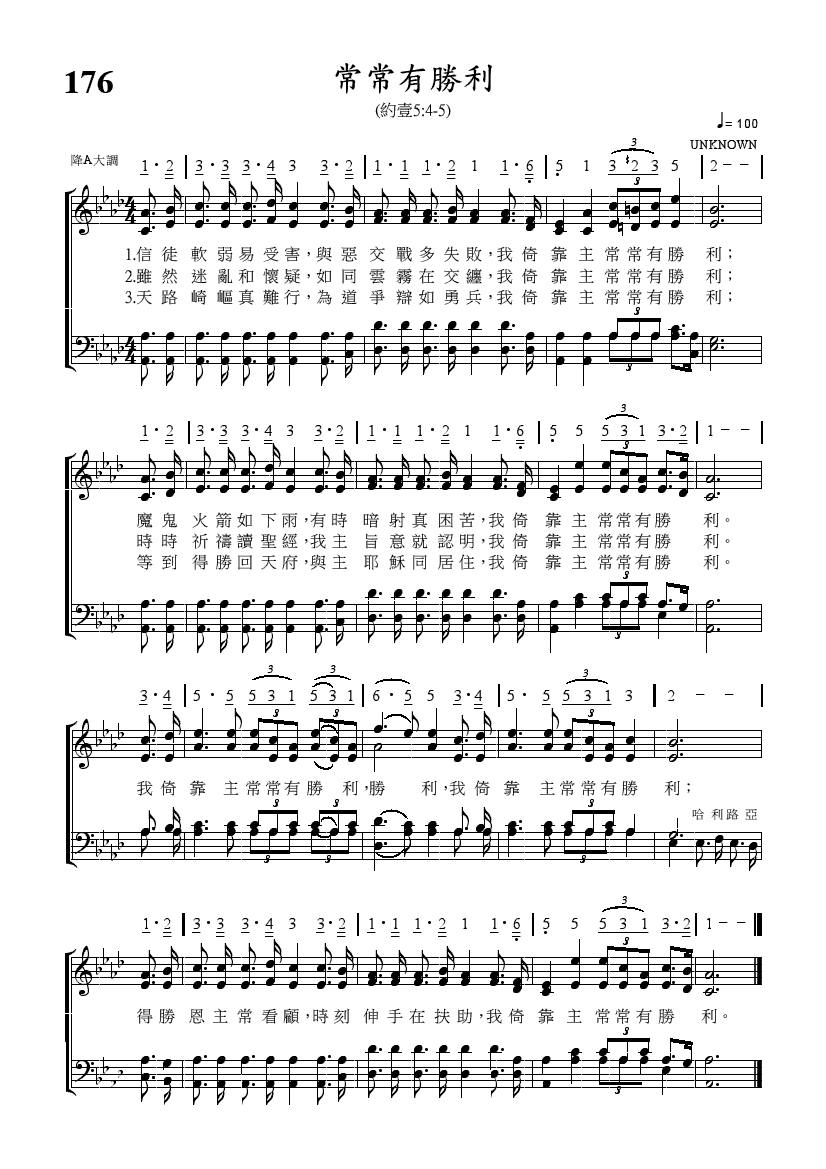 176
常常有勝利
(約壹5:4-5)
♩= 100
UNKNOWN
降A大調
1· 2 3· 3 3· 4 3 3· 2 1· 1 1· 2 1 1· 6 5 1 3 ♯2 3 5 2 – –
1.信徒軟弱易受害，與惡交戰多失敗，我倚靠主常常有勝利；
2.雖然迷亂和懷疑，如同雲霧在交纏，我倚靠主常常有勝利；
3.天路崎嶇真難行，為道爭辯如勇兵，我倚靠主常常有勝利；
1· 2 3· 3 3· 4 3 3· 2 1· 1 1· 2 1 1· 6 5 5 5 3 1 3· 2 1 – –
魔鬼火箭如下雨，有時暗射真困苦，我倚靠主常常有勝利。
時時祈禱讀聖經，我主旨意就認明，我倚靠主常常有勝利。
等到得勝回天府，與主耶穌同居住，我倚靠主常常有勝利。
3· 4 5· 5 5 3 1 5 3 1 6· 5 5 3· 4 5· 5 5 3 1 3 2 – –
我倚靠主常常有勝利，勝利，我倚靠主常常有勝利；
哈利路亞
1· 2 3· 3 3· 4 3 3· 2 1· 1 1· 2 1 1· 6 5 5 5 3 1 3· 2 1 – –
得勝恩主常看顧，時刻伸手在扶助，我倚靠主常常有勝利。